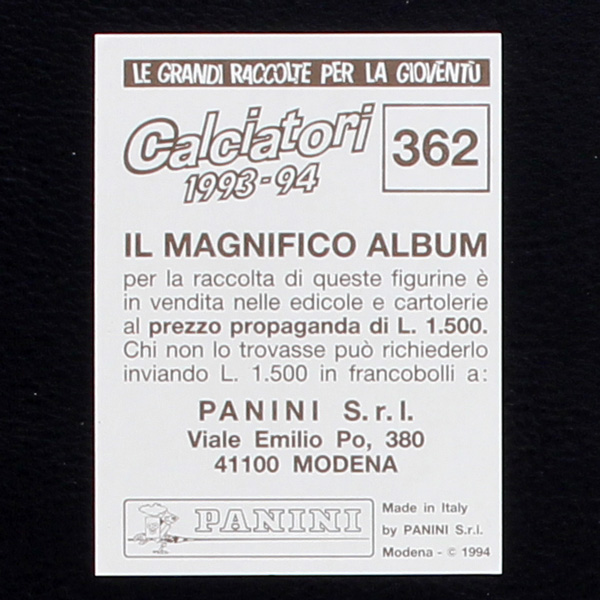 LE GRANDI RACCOLTE PER LA GIOVENTÙ
Calciatori
1993-94
362
IL MAGNIFICO ALBUM
per la raccolta di queste figurine è
in vendita nelle edicole e cartolerie
al prezzo propaganda di L. 1.500.
Chi non lo trovasse può richiederlo
inviando L. 1.500 in francobolli a:
PANINI S.r.l.
Viale Emilio Po, 380
41100 MODENA
PANINI
Made in Italy
by PANINI S.r.l.
Modena - © 1994